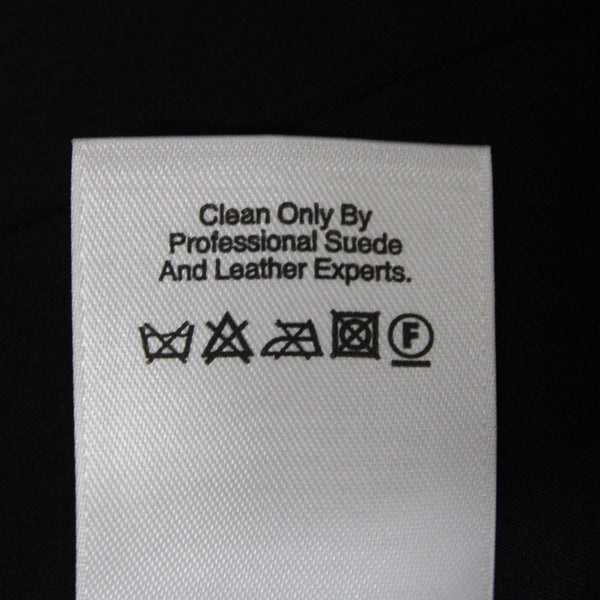 Clean Only By
Professional Suede
And Leather Experts.
F